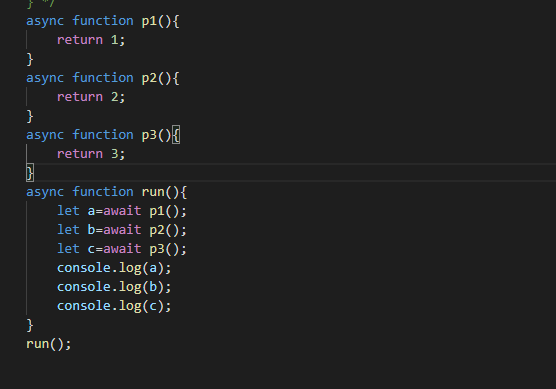 } */
async function p1(){
    return 1;
}
async function p2(){
    return 2;
}
async function p3(){
    return 3;
}
async function run(){
    let a=await p1();
    let b=await p2();
    let c=await p3();
    console.log(a);
    console.log(b);
    console.log(c);
}
run();